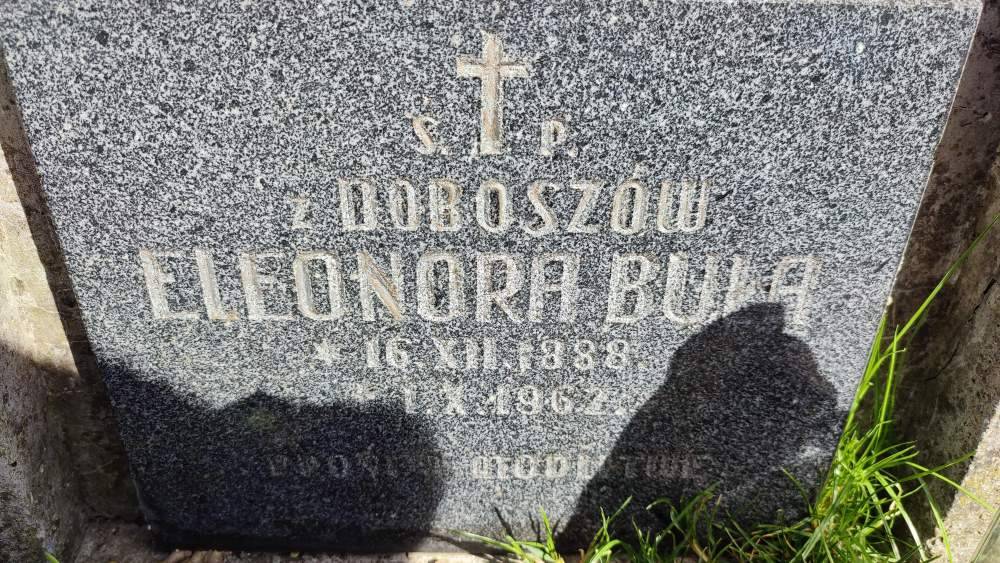 Ś. P.
z DOBOSZÓW
ELEONORA BUŁA
* 16.XII.1888.
1.X.1962.